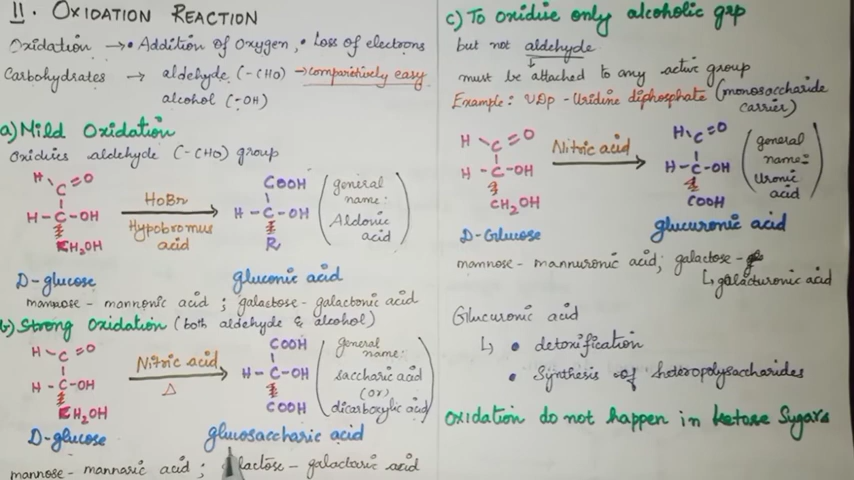 II. OXIDATION REACTION
Oxidation → • Addition of Oxygen, • Loss of electrons
Carbohydrates → aldehyde (-CHO) → comparitively easy
alcohol (-OH)
a) Mild Oxidation
Oxidises aldehyde (-CHO) group
H C=O
H-C-OH
CH2OH
HoBr
Hypobromus acid
COOH
H-C-OH
R
(general name: Aldonic acid)
D-glucose gluconic acid
mannose - mannonic acid ; galactose - galactonic acid
b) Strong Oxidation (both aldehyde & alcohol)
H C=O
H-C-OH
CH2OH
Nitric acid
Δ
COOH
H-C-OH
COOH
(general name: saccharic acid (or) dicarboxylic acid)
D-glucose glucosaccharic acid
mannose - mannaric acid ; lactose - galactaric acid
c) To oxidise only alcoholic grp
but not aldehyde
↓
must be attached to any active group
Example: UDP - Uridine diphosphate (monosaccharide carrier)
H C=O
H-C-OH
CH2OH
Nitric acid
H C=O
H-C-OH
COOH
(general name= Uronic acid)
D-Glucose glucuronic acid
mannose - mannuronic acid; galactose -
↳ galacturonic acid
Glucuronic acid
↳ • detoxification
• Synthesis of heteropolysaccharides
Oxidation do not happen in ketose Sugars